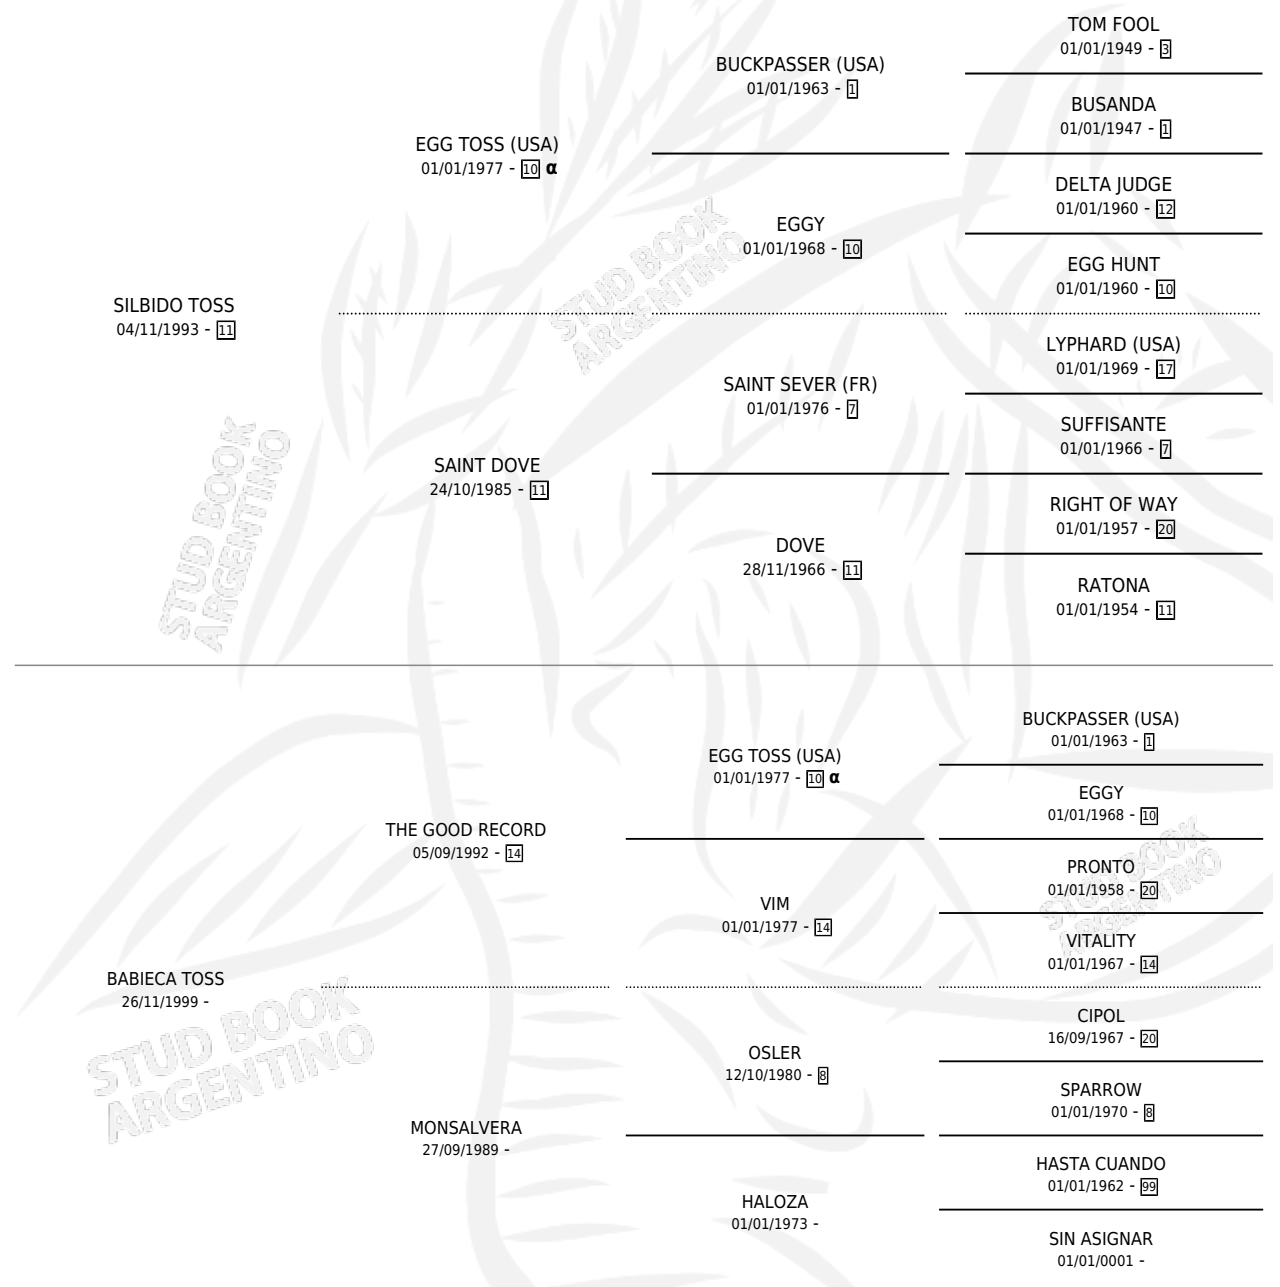 TOM FOOL
01/01/1949 - 3
BUCKPASSER (USA)
01/01/1963 - 1
BUSANDA
01/01/1947 - 1
EGG TOSS (USA)
01/01/1977 - 10 α
DELTA JUDGE
01/01/1960 - 12
EGGY
01/01/1968 - 10
EGG HUNT
01/01/1960 - 10
SILBIDO TOSS
04/11/1993 - 11
LYPHARD (USA)
01/01/1969 - 17
SAINT SEVER (FR)
01/01/1976 - 7
SUFFISANTE
01/01/1966 - 7
SAINT DOVE
24/10/1985 - 11
RIGHT OF WAY
01/01/1957 - 20
DOVE
28/11/1966 - 11
RATONA
01/01/1954 - 11
STUD BOOK
ARGENTINO
STUD BOOK
ARGENTINO
BUCKPASSER (USA)
01/01/1963 - 1
EGG TOSS (USA)
01/01/1977 - 10 α
EGGY
01/01/1968 - 10
THE GOOD RECORD
05/09/1992 - 14
PRONTO
01/01/1958 - 20
VIM
01/01/1977 - 14
VITALITY
01/01/1967 - 14
BABIECA TOSS
26/11/1999 -
CIPOL
16/09/1967 - 20
OSLER
12/10/1980 - 8
SPARROW
01/01/1970 - 8
MONSALVERA
27/09/1989 -
HASTA CUANDO
01/01/1962 - 99
HALOZA
01/01/1973 -
SIN ASIGNAR
01/01/0001 -
STUD BOOK
ARGENTINO
STUD BOOK
ARGENTINO